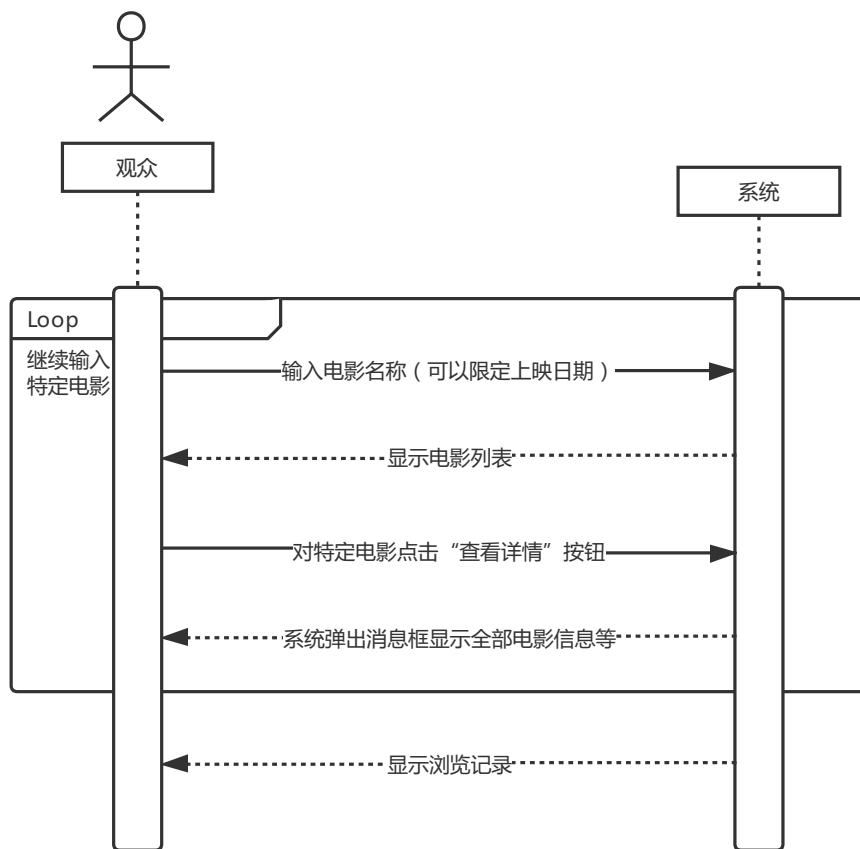 观众
系统
Loop
继续输入
特定电影
输入电影名称（可以限定上映日期）
显示电影列表
对特定电影点击“查看详情”按钮
系统弹出消息框显示全部电影信息等
显示浏览记录